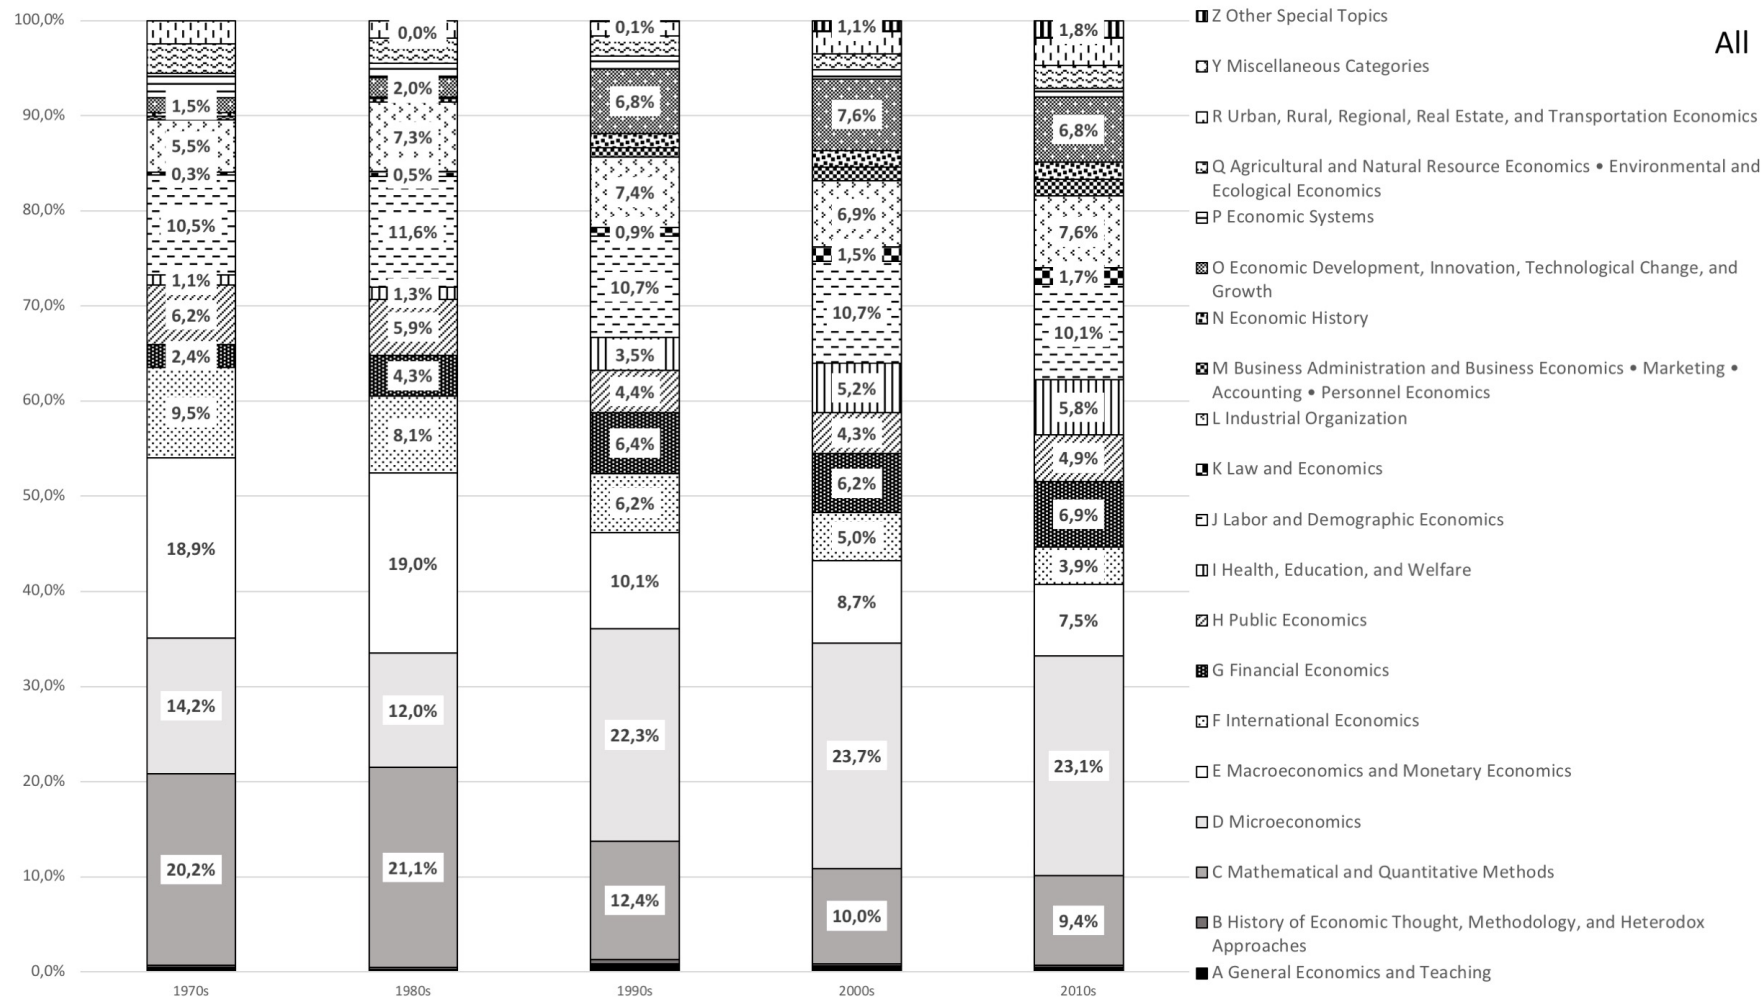 All
100,0%
90,0%
80,0%
70,0%
60,0%
50,0%
40,0%
30,0%
20,0%
10,0%
0,0%
1,5%
5,5%
0,3%
10,5%
1,1%
6,2%
2,4%
9,5%
18,9%
14,2%
20,2%
1970s
0,0%
2,0%
7,3%
0,5%
11,6%
1,3%
5,9%
4,3%
8,1%
19,0%
12,0%
21,1%
1980s
0,1%
6,8%
7,4%
0,9%
10,7%
3,5%
4,4%
6,4%
6,2%
10,1%
22,3%
12,4%
1990s
1,1%
7,6%
6,9%
1,5%
10,7%
5,2%
4,3%
6,2%
5,0%
8,7%
23,7%
10,0%
2000s
1,8%
6,8%
7,6%
1,7%
10,1%
5,8%
4,9%
6,9%
3,9%
7,5%
23,1%
9,4%
2010s
Z Other Special Topics
Y Miscellaneous Categories
R Urban, Rural, Regional, Real Estate, and Transportation Economics
Q Agricultural and Natural Resource Economics • Environmental and
Ecological Economics
P Economic Systems
O Economic Development, Innovation, Technological Change, and
Growth
N Economic History
M Business Administration and Business Economics • Marketing •
Accounting • Personnel Economics
L Industrial Organization
K Law and Economics
J Labor and Demographic Economics
I Health, Education, and Welfare
H Public Economics
G Financial Economics
F International Economics
E Macroeconomics and Monetary Economics
D Microeconomics
C Mathematical and Quantitative Methods
B History of Economic Thought, Methodology, and Heterodox
Approaches
A General Economics and Teaching